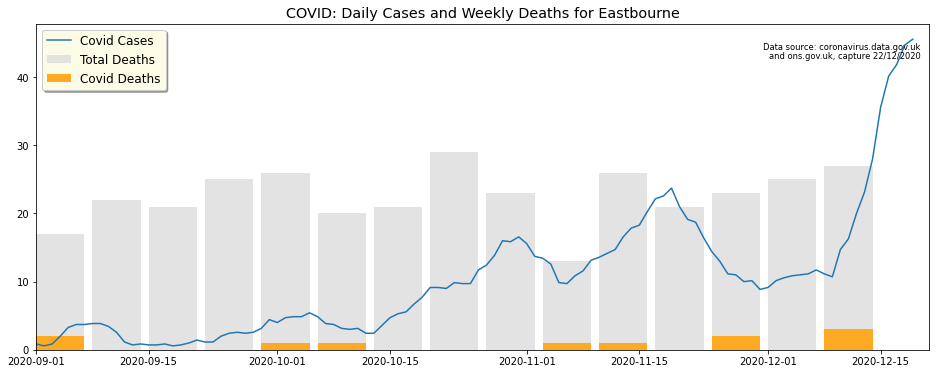 COVID: Daily Cases and Weekly Deaths for Eastbourne
Covid Cases
Total Deaths
Covid Deaths
Data source: coronavirus.data.gov.uk
and ons.gov.uk, capture 22/12/2020
40
30
20
10
0
2020-09-01 2020-09-15 2020-10-01 2020-10-15 2020-11-01 2020-11-15 2020-12-01 2020-12-15